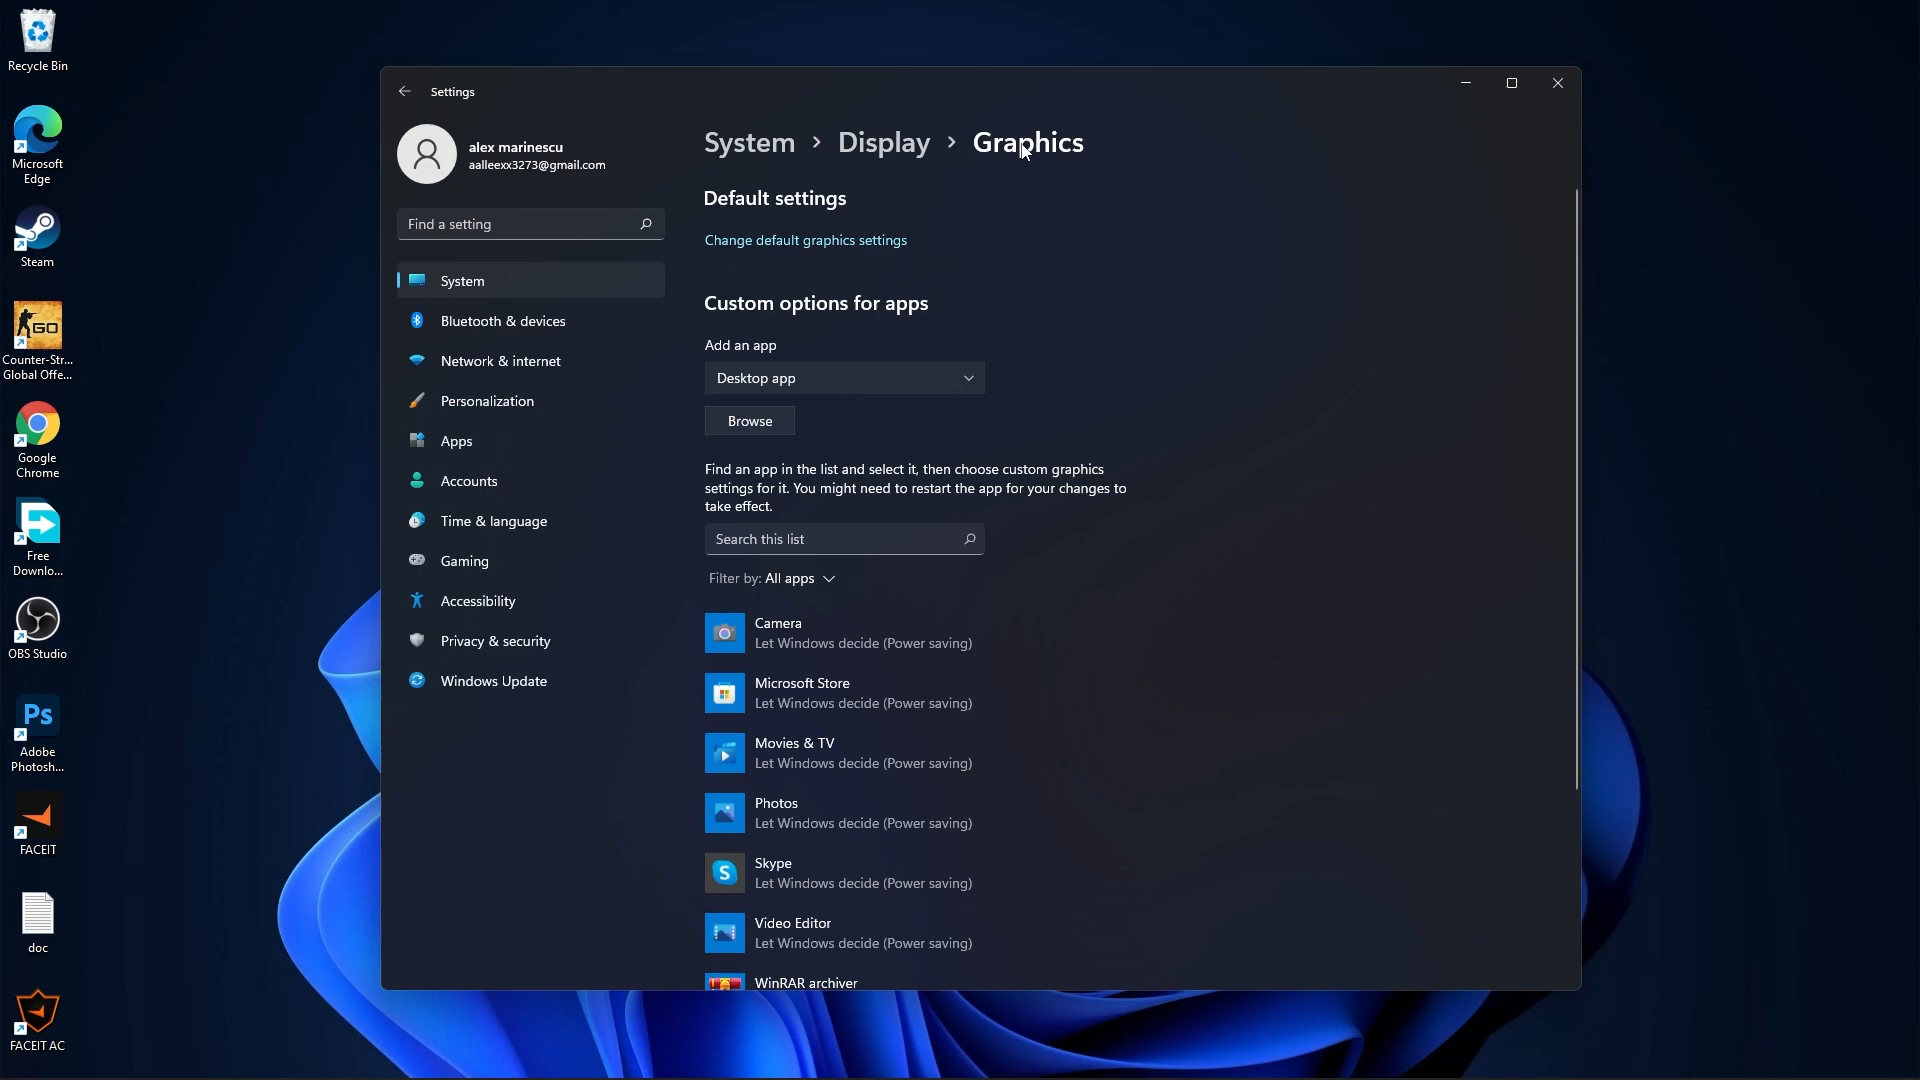 Recycle Bin
Microsoft
Edge
Steam
GO
Counter-Str...
Global Offe...
Google
Chrome
Free
Downlo...
OBS Studio
Ps
Adobe
Photosh...
FACEIT
doc
FACEIT AC
Settings
alex marinescu
aalleexx3273@gmail.com
Find a setting
System
Bluetooth & devices
Network & internet
Personalization
Apps
Accounts
Time & language
Gaming
Accessibility
Privacy & security
Windows Update
System › Display › Graphics
Default settings
Change default graphics settings
Custom options for apps
Add an app
Desktop app
Browse
Find an app in the list and select it, then choose custom graphics
settings for it. You might need to restart the app for your changes to
take effect.
Search this list
Filter by: All apps
Camera
Let Windows decide (Power saving)
Microsoft Store
Let Windows decide (Power saving)
Movies & TV
Let Windows decide (Power saving)
Photos
Let Windows decide (Power saving)
S
Skype
Let Windows decide (Power saving)
Video Editor
Let Windows decide (Power saving)
WinRAR archiver